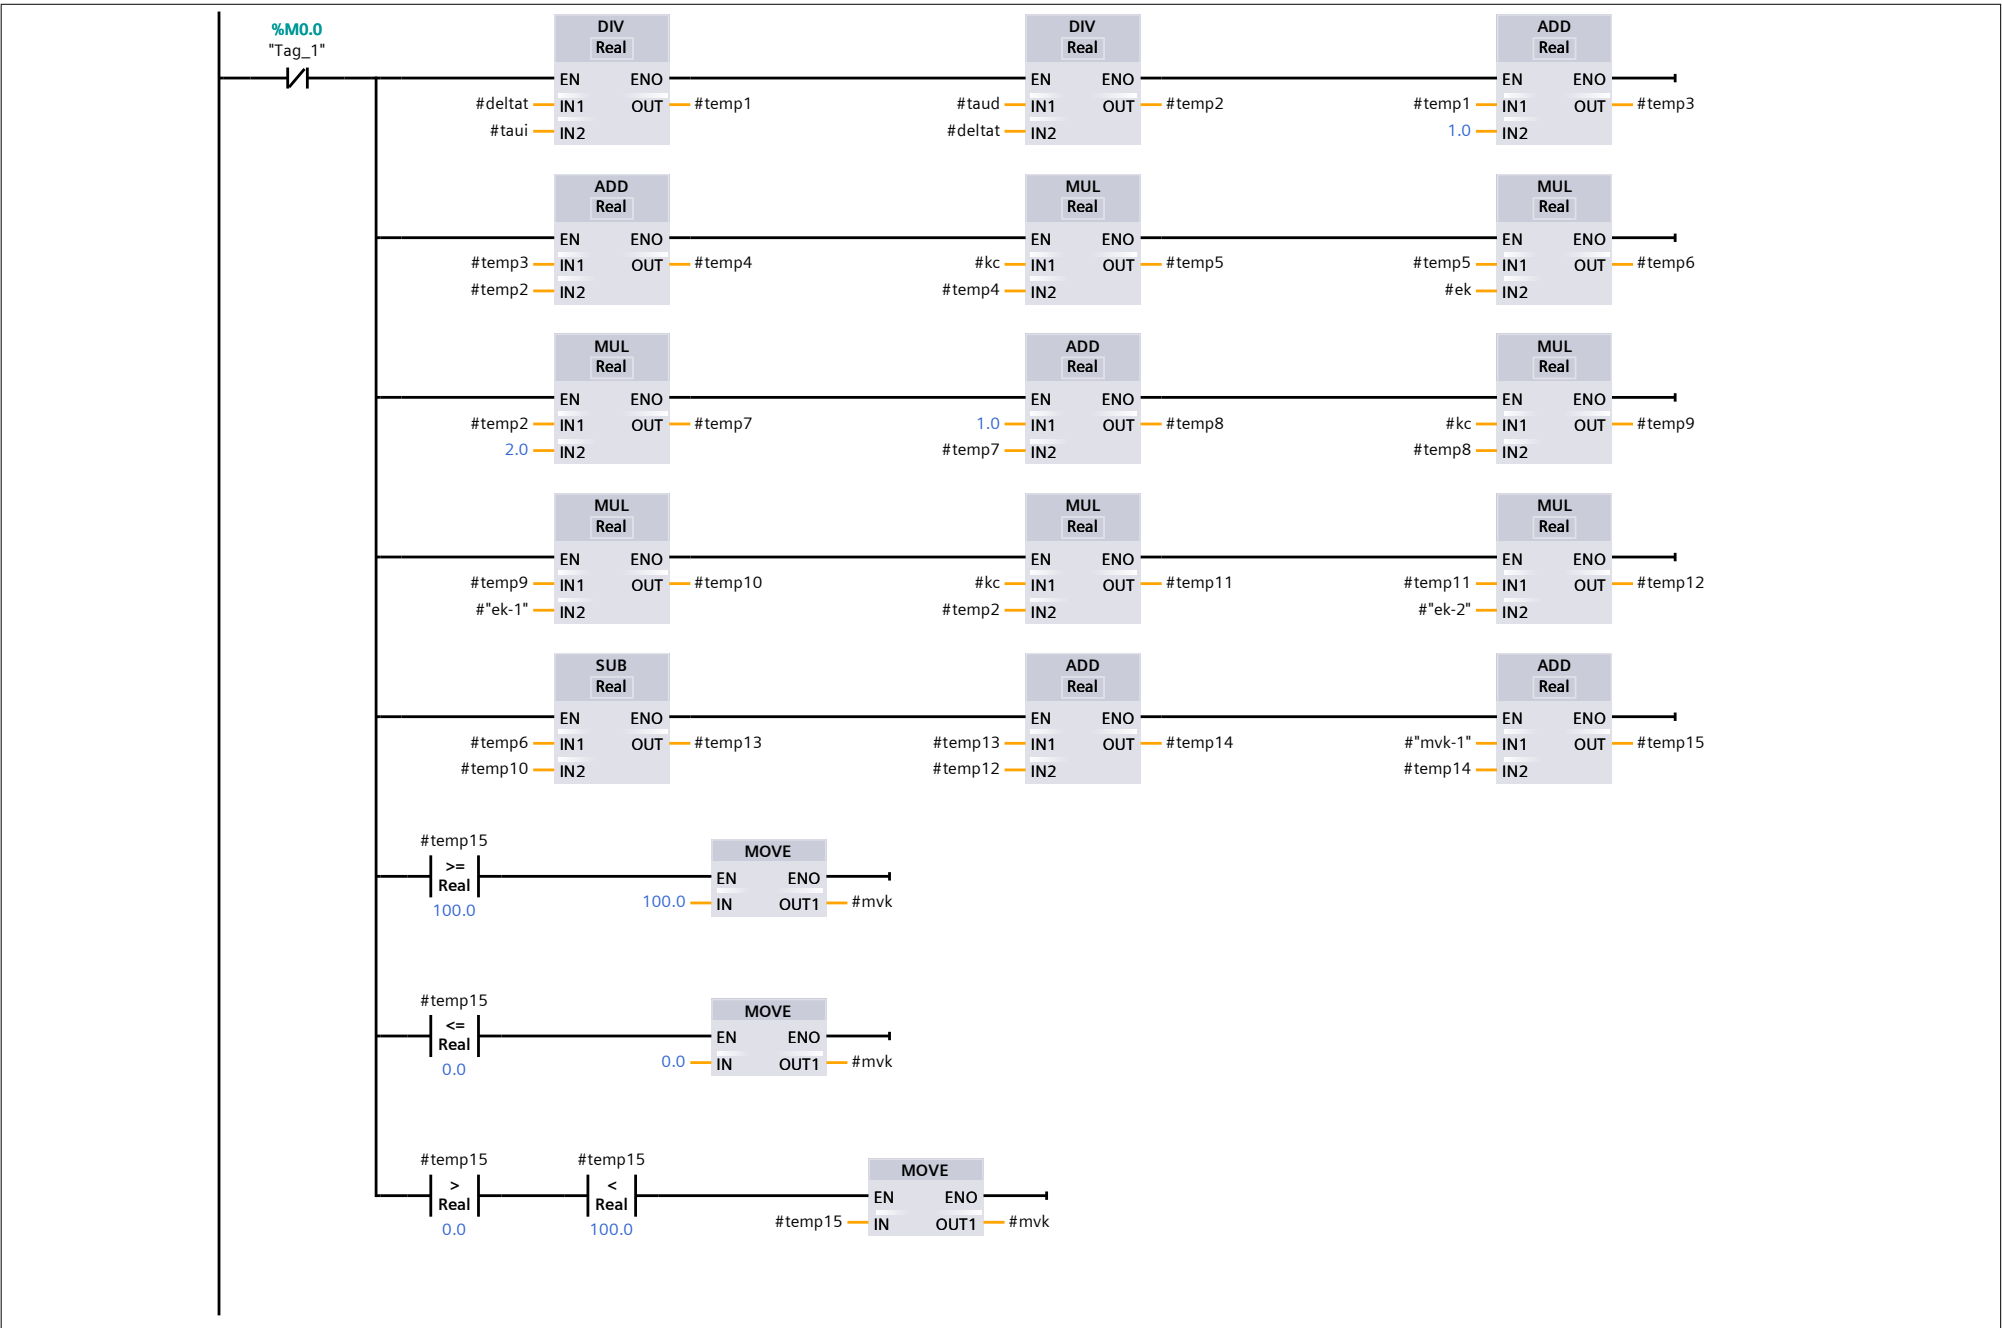 %M0.0
"Tag_1"
DIV Real DIV Real ADD Real
EN ENO EN ENO EN ENO
#deltat IN1 OUT #temp1 #taud IN1 OUT #temp2 #temp1 IN1 OUT #temp3
#taui IN2 #deltat IN2 1.0 IN2
ADD Real MUL Real MUL Real
EN ENO EN ENO EN ENO
#temp3 IN1 OUT #temp4 #kc IN1 OUT #temp5 #temp5 IN1 OUT #temp6
#temp2 IN2 #temp4 IN2 #ek IN2
MUL Real ADD Real MUL Real
EN ENO EN ENO EN ENO
#temp2 IN1 OUT #temp7 1.0 IN1 OUT #temp8 #kc IN1 OUT #temp9
2.0 IN2 #temp7 IN2 #temp8 IN2
MUL Real MUL Real MUL Real
EN ENO EN ENO EN ENO
#temp9 IN1 OUT #temp10 #kc IN1 OUT #temp11 #temp11 IN1 OUT #temp12
#"ek-1" IN2 #temp2 IN2 #"ek-2" IN2
SUB Real ADD Real ADD Real
EN ENO EN ENO EN ENO
#temp6 IN1 OUT #temp13 #temp13 IN1 OUT #temp14 #"mvk-1" IN1 OUT #temp15
#temp10 IN2 #temp12 IN2 #temp14 IN2
#temp15
>=
Real
100.0
MOVE
EN ENO
100.0 IN OUT1 #mvk
#temp15
<=
Real
0.0
MOVE
EN ENO
0.0 IN OUT1 #mvk
#temp15
>
Real
0.0
#temp15
<
Real
100.0
MOVE
EN ENO
#temp15 IN OUT1 #mvk